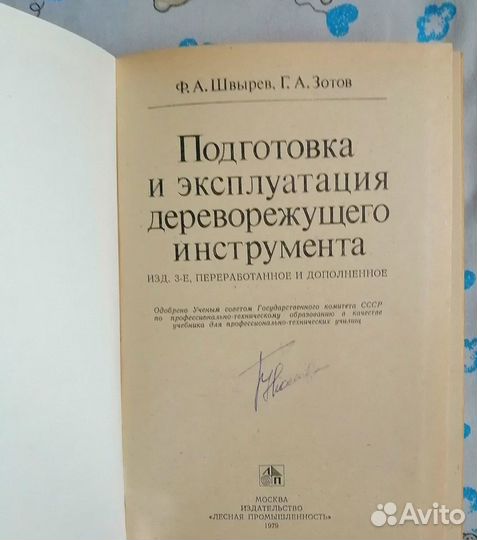 Ф. А. Швырев, Г. А. Зотов
Подготовка
и эксплуатация
дереворежущего
инструмента
ИЗД. 3-Е, ПЕРЕРАБОТАННОЕ И ДОПОЛНЕННОЕ
Одобрено Ученым советом Государственного комитета СССР
по профессионально-техническому образованию в качестве
учебника для профессионально-технических училищ
МОСКВА
ИЗДАТЕЛЬСТВО
«ЛЕСНАЯ ПРОМЫШЛЕННОСТЬ»
1979
Avito